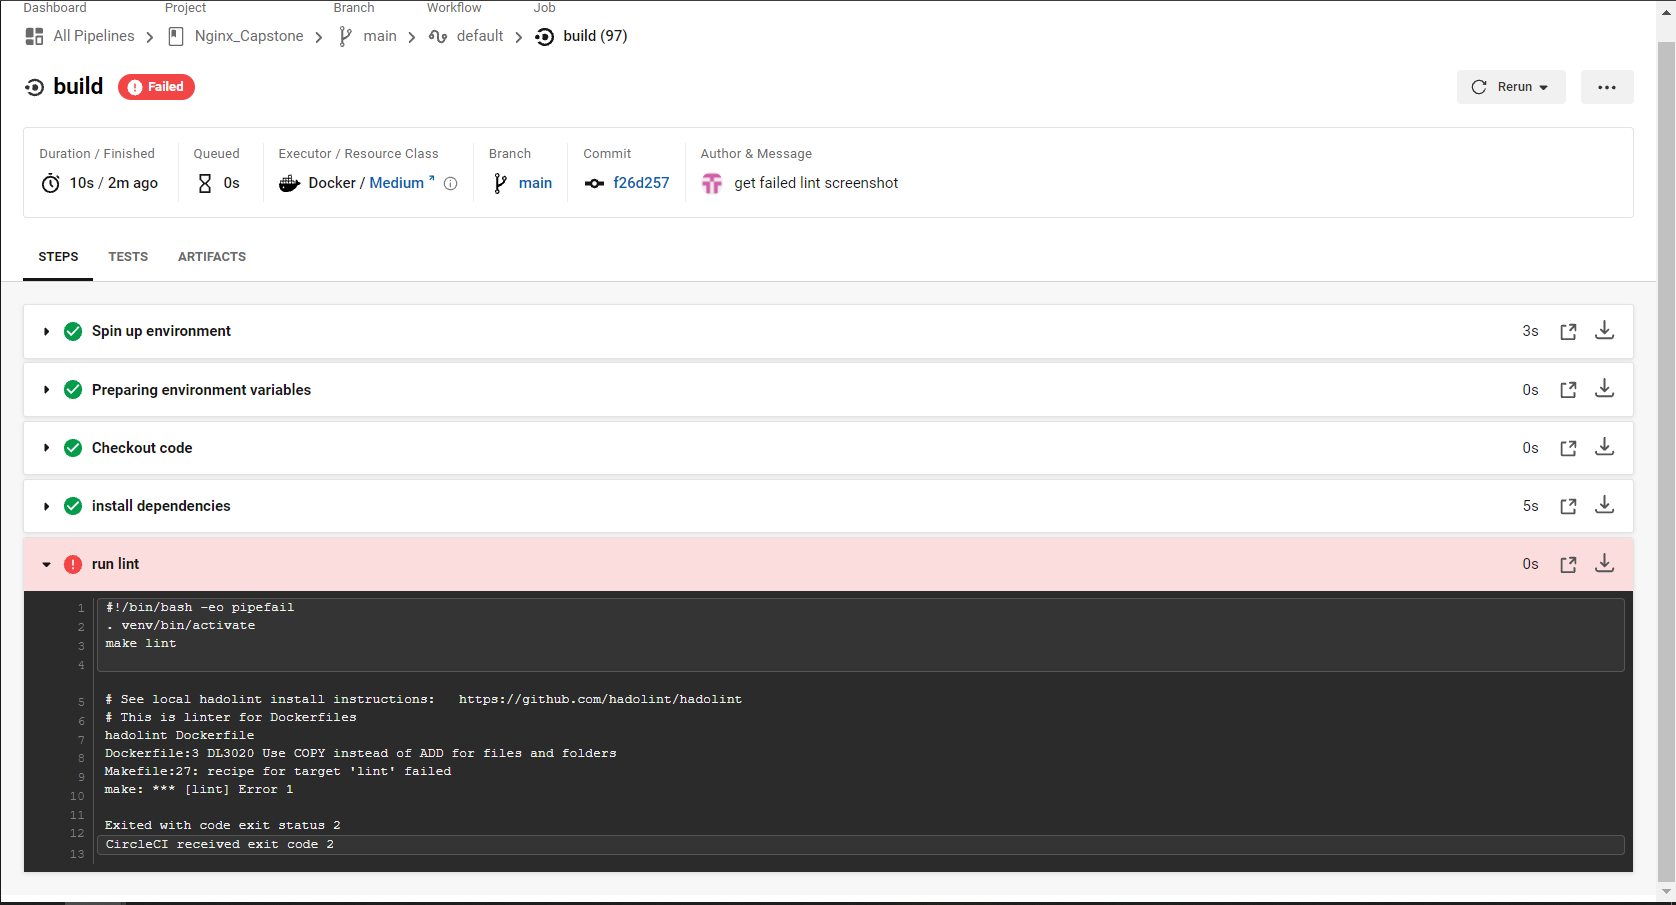 Dashboard Project Branch Workflow Job
All Pipelines Nginx_Capstone main default build (97)
build Failed Rerun
Duration / Finished Queued Executor / Resource Class Branch Commit Author & Message
10s / 2m ago 0s Docker / Medium main f26d257 get failed lint screenshot
STEPS TESTS ARTIFACTS
Spin up environment 3s
Preparing environment variables 0s
Checkout code 0s
install dependencies 5s
run lint 0s
1 #!/bin/bash -eo pipefail
2 . venv/bin/activate
3 make lint
4
5 # See local hadolint install instructions:   https://github.com/hadolint/hadolint
6 # This is linter for Dockerfiles
7 hadolint Dockerfile
8 Dockerfile:3 DL3020 Use COPY instead of ADD for files and folders
9 Makefile:27: recipe for target 'lint' failed
10 make: *** [lint] Error 1
11
12 Exited with code exit status 2
13 CircleCI received exit code 2